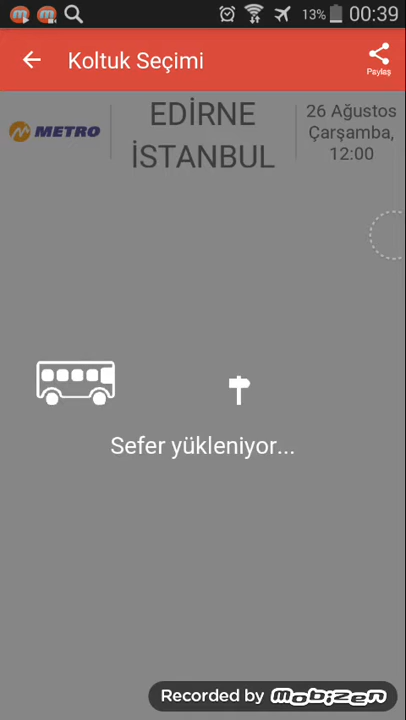 13% 00:39
Koltuk Seçimi
Paylaş
METRO
EDİRNE
İSTANBUL
26 Ağustos
Çarşamba,
12:00
Sefer yükleniyor...
Recorded by mobizen